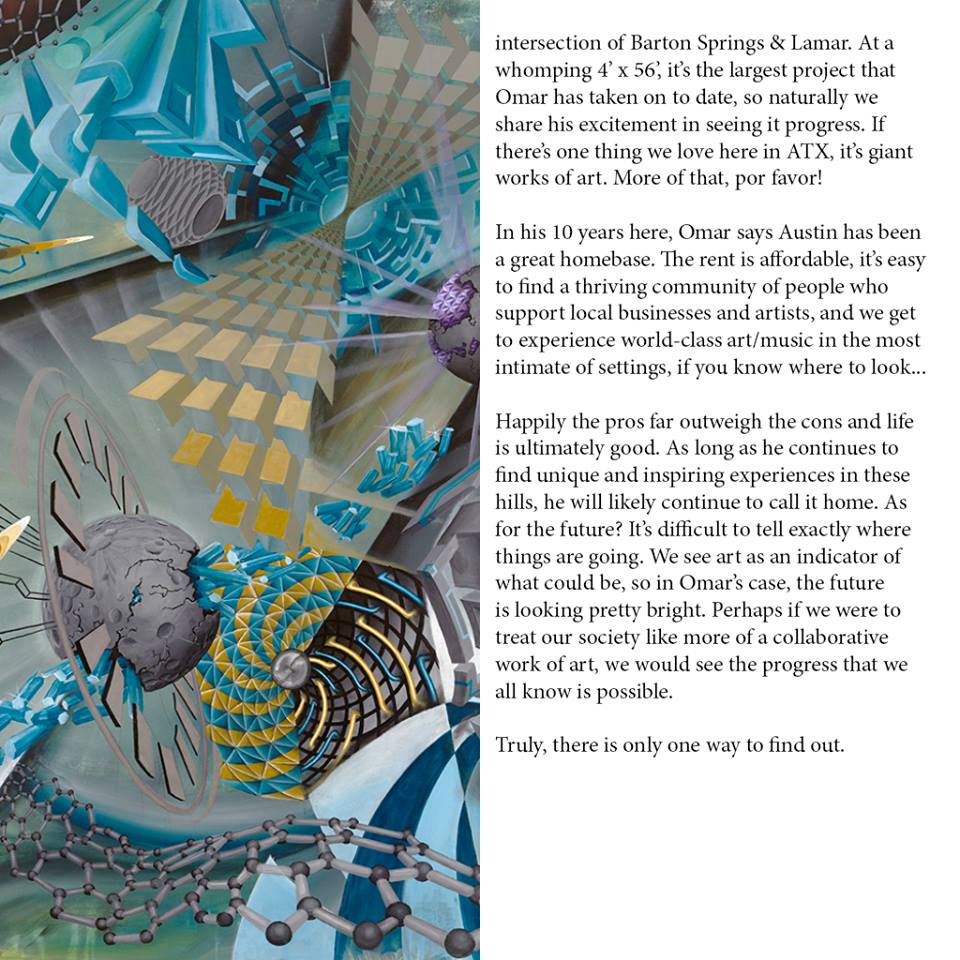 intersection of Barton Springs & Lamar. At a
whomping 4’ x 56’, it’s the largest project that
Omar has taken on to date, so naturally we
share his excitement in seeing it progress. If
there’s one thing we love here in ATX, it’s giant
works of art. More of that, por favor!
In his 10 years here, Omar says Austin has been
a great homebase. The rent is affordable, it’s easy
to find a thriving community of people who
support local businesses and artists, and we get
to experience world-class art/music in the most
intimate of settings, if you know where to look...
Happily the pros far outweigh the cons and life
is ultimately good. As long as he continues to
find unique and inspiring experiences in these
hills, he will likely continue to call it home. As
for the future? It’s difficult to tell exactly where
things are going. We see art as an indicator of
what could be, so in Omar’s case, the future
is looking pretty bright. Perhaps if we were to
treat our society like more of a collaborative
work of art, we would see the progress that we
all know is possible.
Truly, there is only one way to find out.